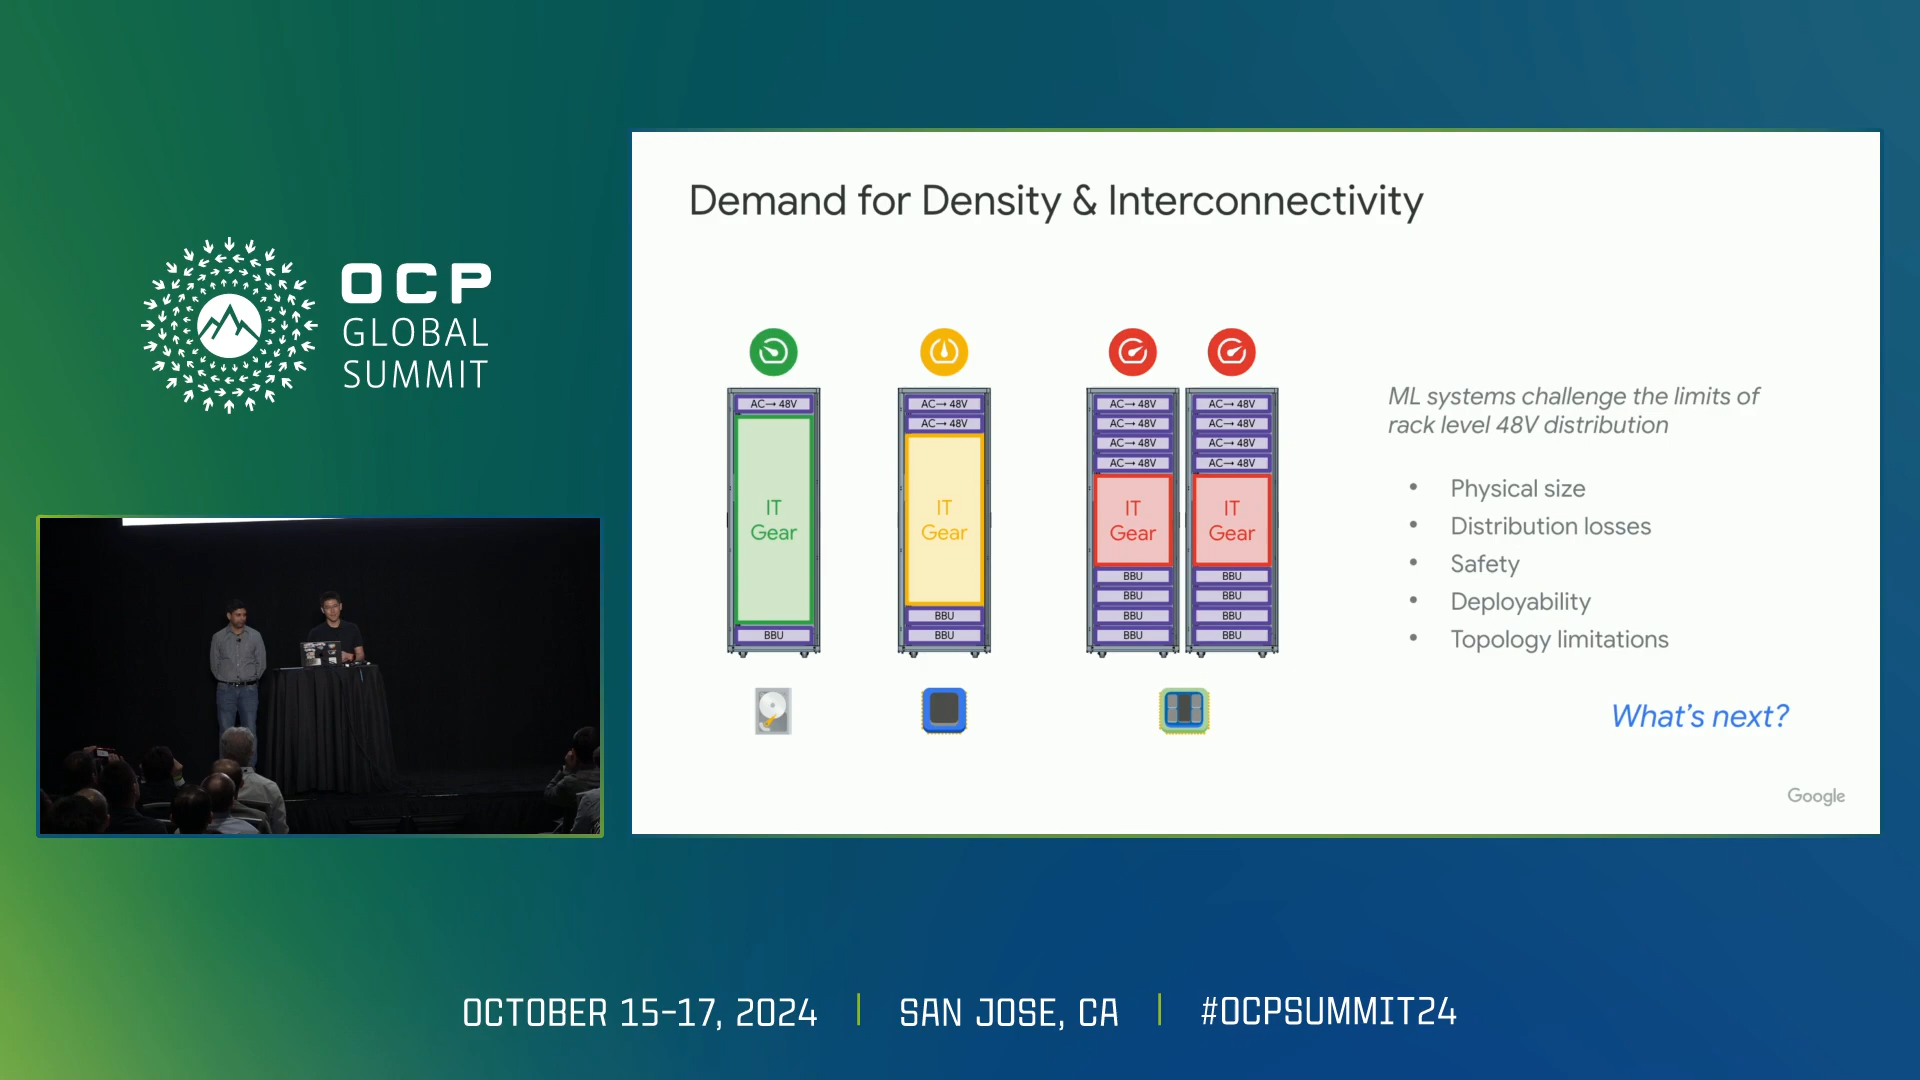 OCP
GLOBAL
SUMMIT
Demand for Density & Interconnectivity
AC→ 48V
IT
Gear
BBU
AC→ 48V
AC→ 48V
IT
Gear
BBU
BBU
AC→ 48V
AC→ 48V
AC→ 48V
AC→ 48V
IT
Gear
BBU
BBU
BBU
BBU
AC→ 48V
AC→ 48V
AC→ 48V
AC→ 48V
IT
Gear
BBU
BBU
BBU
BBU
ML systems challenge the limits of
rack level 48V distribution
• Physical size
• Distribution losses
• Safety
• Deployability
• Topology limitations
What's next?
Google
OCTOBER 15-17, 2024 | SAN JOSE, CA | #OCPSUMMIT24